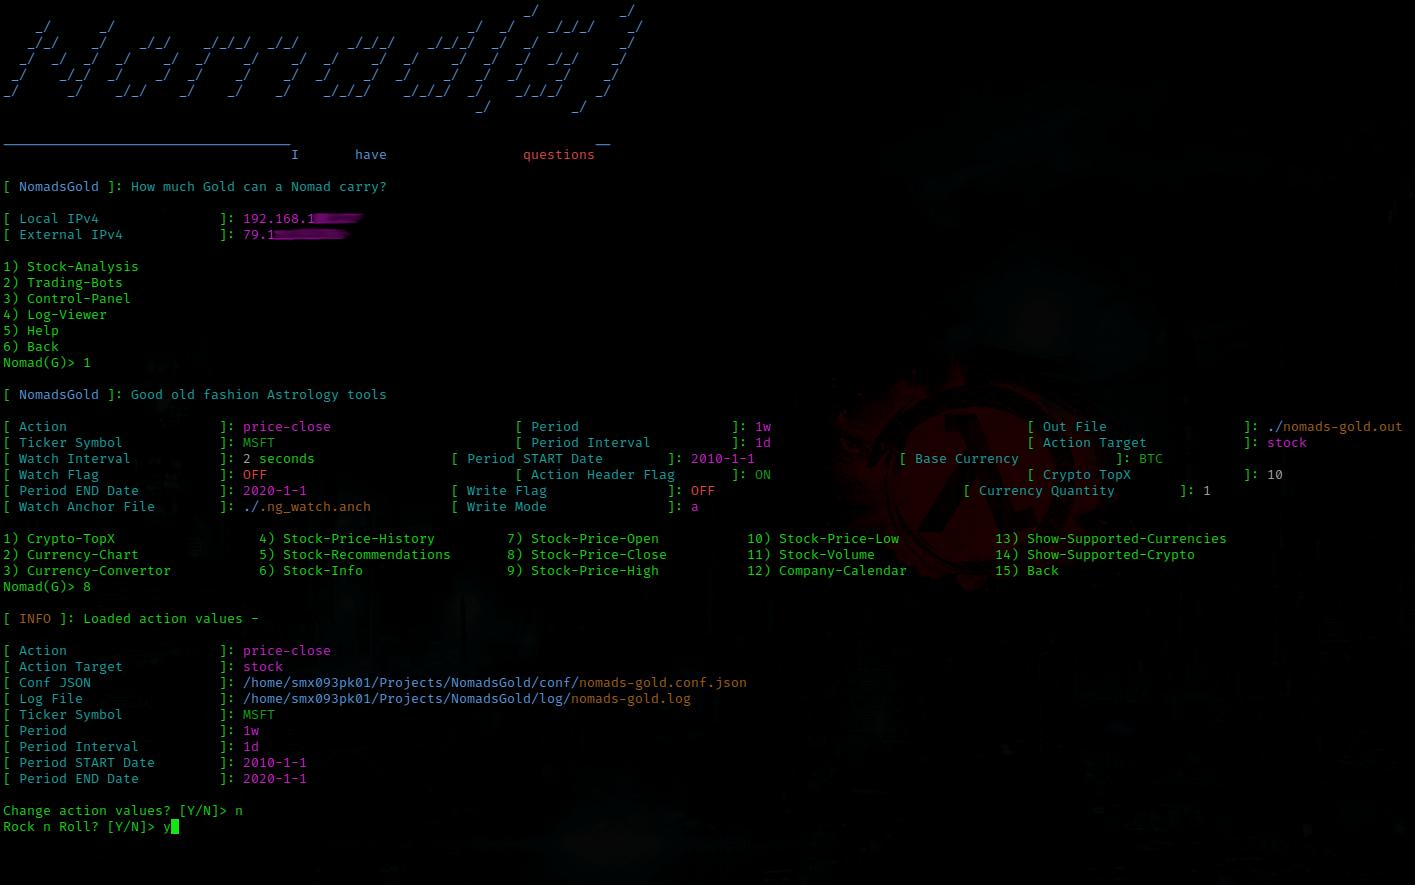 I have questions
[ NomadsGold ]: How much Gold can a Nomad carry?
[ Local IPv4 ]: 192.168.1
[ External IPv4 ]: 79.1
1) Stock-Analysis
2) Trading-Bots
3) Control-Panel
4) Log-Viewer
5) Help
6) Back
Nomad(G)> 1
[ NomadsGold ]: Good old fashion Astrology tools
[ Action ]: price-close [ Period ]: 1w [ Out File ]: ./nomads-gold.out
[ Ticker Symbol ]: MSFT [ Period Interval ]: 1d [ Action Target ]: stock
[ Watch Interval ]: 2 seconds [ Period START Date ]: 2010-1-1 [ Base Currency ]: BTC
[ Watch Flag ]: OFF [ Action Header Flag ]: ON [ Crypto TopX ]: 10
[ Period END Date ]: 2020-1-1 [ Write Flag ]: OFF [ Currency Quantity ]: 1
[ Watch Anchor File ]: ./.ng_watch.anch [ Write Mode ]: a
1) Crypto-TopX 4) Stock-Price-History 7) Stock-Price-Open 10) Stock-Price-Low 13) Show-Supported-Currencies
2) Currency-Chart 5) Stock-Recommendations 8) Stock-Price-Close 11) Stock-Volume 14) Show-Supported-Crypto
3) Currency-Convertor 6) Stock-Info 9) Stock-Price-High 12) Company-Calendar 15) Back
Nomad(G)> 8
[ INFO ]: Loaded action values -
[ Action ]: price-close
[ Action Target ]: stock
[ Conf JSON ]: /home/smx093pk01/Projects/NomadsGold/conf/nomads-gold.conf.json
[ Log File ]: /home/smx093pk01/Projects/NomadsGold/log/nomads-gold.log
[ Ticker Symbol ]: MSFT
[ Period ]: 1w
[ Period Interval ]: 1d
[ Period START Date ]: 2010-1-1
[ Period END Date ]: 2020-1-1
Change action values? [Y/N]> n
Rock n Roll? [Y/N]> y